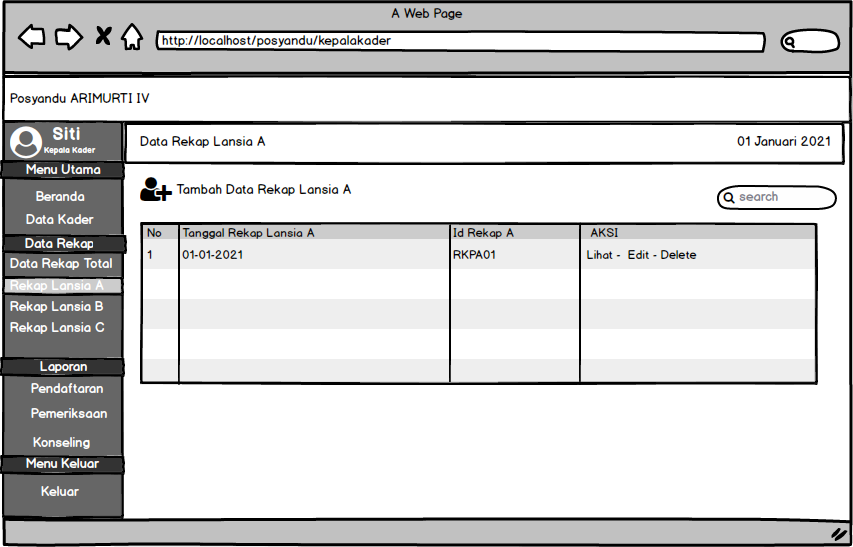 A Web Page
http://localhost/posyandu/kepalakader
Posyandu ARIMURTI IV
Siti
Kepala Kader
Menu Utama
Beranda
Data Kader
Data Rekap
Data Rekap Total
Rekap Lansia A
Rekap Lansia B
Rekap Lansia C
Laporan
Pendaftaran
Pemeriksaan
Konseling
Menu Keluar
Keluar
Data Rekap Lansia A 01 Januari 2021
Tambah Data Rekap Lansia A
search
No Tanggal Rekap Lansia A Id Rekap A AKSI
1 01-01-2021 RKPA01 Lihat - Edit - Delete